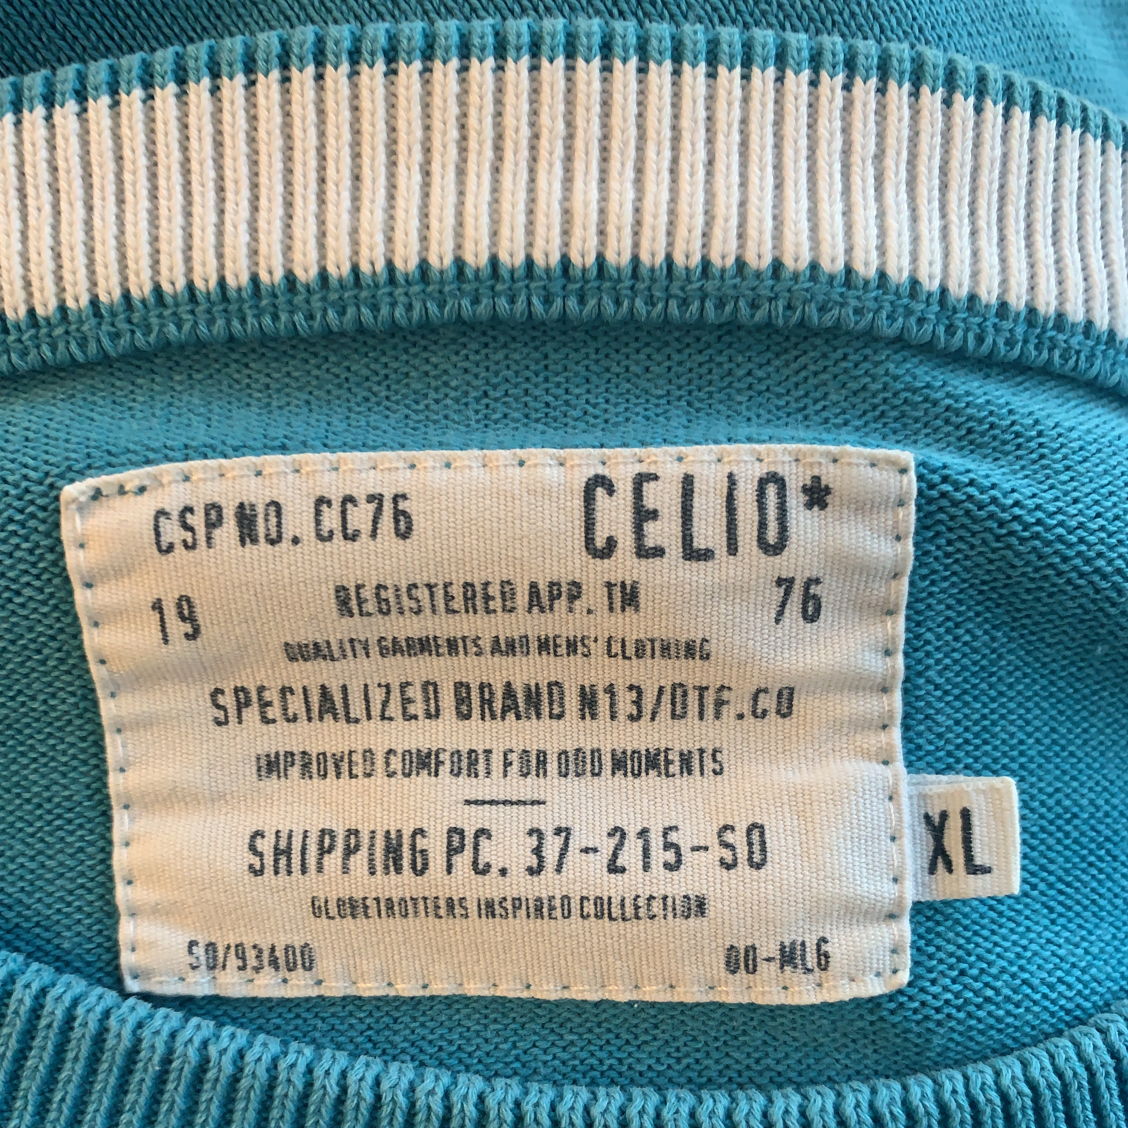 CSP NO. CC76 CELIO*
19 REGISTERED APP. TM 76
QUALITY GARMENTS AND MENS' CLOTHING
SPECIALIZED BRAND N13/DTF.CO
IMPROVED COMFORT FOR ODD MOMENTS
SHIPPING PC. 37-215-SO
XL
GLOBETROTTERS INSPIRED COLLECTION
SO/93400 00-MLG